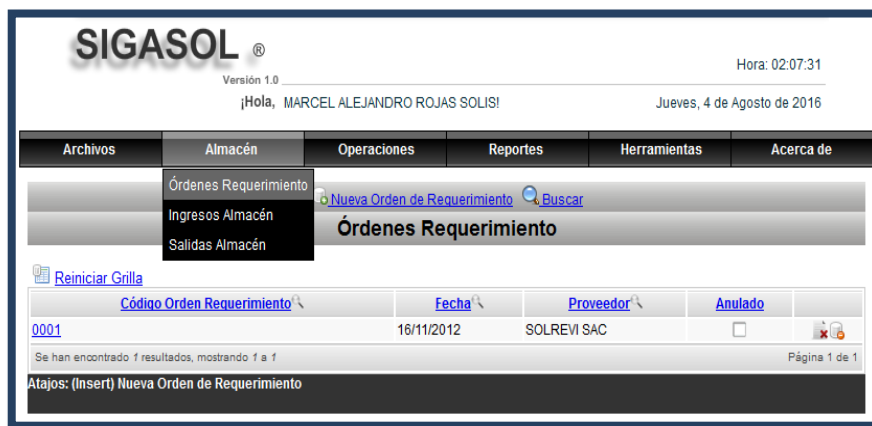 SIGASOL ®
Versión 1.0
Hora: 02:07:31
¡Hola, MARCEL ALEJANDRO ROJAS SOLIS!
Jueves, 4 de Agosto de 2016
Archivos Almacén Operaciones Reportes Herramientas Acerca de
Órdenes Requerimiento
Ingresos Almacén
Salidas Almacén
Nueva Orden de Requerimiento Buscar
Órdenes Requerimiento
Reiniciar Grilla
Código Orden Requerimiento Fecha Proveedor Anulado
0001 16/11/2012 SOLREVI SAC
Se han encontrado 1 resultados, mostrando 1 a 1 Página 1 de 1
Atajos: (Insert) Nueva Orden de Requerimiento